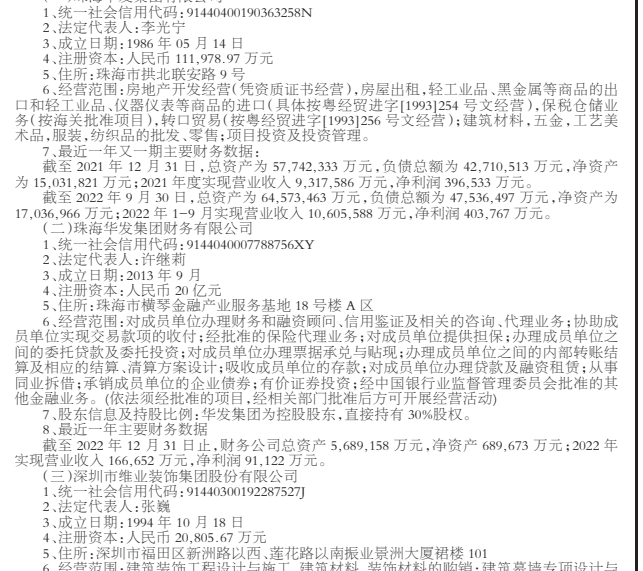 1、统一社会信用代码:91440400190363258N
2、法定代表人:李光宁
3、成立日期:1986 年 05 月 14 日
4、注册资本:人民币 111,978.97 万元
5、住所:珠海市拱北联安路 9 号
6、经营范围:房地产开发经营(凭资质证书经营),房屋出租,轻工业品、黑金属等商品的出
口和轻工业品、仪器仪表等商品的进口(具体按粤经贸进字[1993]254 号文经营),保税仓储业
务(按海关批准项目),转口贸易(按粤经贸进字[1993]256 号文经营);建筑材料,五金,工艺美
术品,服装,纺织品的批发、零售;项目投资及投资管理。
7、最近一年又一期主要财务数据:
截至 2021 年 12 月 31 日,总资产为 57,742,333 万元,负债总额为 42,710,513 万元,净资产
为 15,031,821 万元;2021 年度实现营业收入 9,317,586 万元,净利润 396,533 万元。
截至 2022 年 9 月 30 日,总资产为 64,573,463 万元,负债总额为 47,536,497 万元,净资产为
17,036,966 万元;2022 年 1-9 月实现营业收入 10,605,588 万元,净利润 403,767 万元。
(二)珠海华发集团财务有限公司
1、统一社会信用代码:9144040007788756XY
2、法定代表人:许继莉
3、成立日期:2013 年 9 月
4、注册资本:人民币 20 亿元
5、住所:珠海市横琴金融产业服务基地 18 号楼 A 区
6、经营范围:对成员单位办理财务和融资顾问、信用鉴证及相关的咨询、代理业务;协助成
员单位实现交易款项的收付;经批准的保险代理业务;对成员单位提供担保;办理成员单位之
间的委托贷款及委托投资;对成员单位办理票据承兑与贴现;办理成员单位之间的内部转账结
算及相应的结算、清算方案设计;吸收成员单位的存款;对成员单位办理贷款及融资租赁;从事
同业拆借;承销成员单位的企业债券;有价证券投资;经中国银行业监督管理委员会批准的其
他金融业务。(依法须经批准的项目,经相关部门批准后方可开展经营活动)
7、股东信息及持股比例:华发集团为控股股东,直接持有 30%股权。
8、最近一年主要财务数据
截至 2022 年 12 月 31 日止,财务公司总资产 5,689,158 万元,净资产 689,673 万元;2022 年
实现营业收入 166,652 万元,净利润 91,122 万元。
(三)深圳市维业装饰集团股份有限公司
1、统一社会信用代码:91440300192287527J
2、法定代表人:张巍
3、成立日期:1994 年 10 月 18 日
4、注册资本:人民币 20,805.67 万元
5、住所:深圳市福田区新洲路以西、莲花路以南振业景洲大厦裙楼 101
6、经营范围:建筑装饰工程设计与施工、建筑材料、装饰材料的购销;建筑幕墙专项设计与